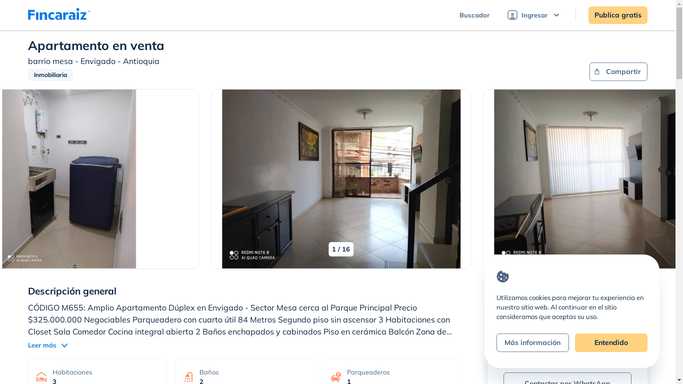 Fincaraiz
Buscador
Ingresar
Publica gratis
Apartamento en venta
barrio mesa - Envigado - Antioquia
Inmobiliaria
Compartir
REDMI NOTE 8
AI QUAD CAMERA
1 / 16
REDMI NOTE 8
AI QUAD CAMERA
Descripción general
CÓDIGO M655: Amplio Apartamento Dúplex en Envigado - Sector Mesa cerca al Parque Principal Precio
$325.000.000 Negociables Parqueadero con cuarto útil 84 Metros Segundo piso sin ascensor 3 Habitaciones con
Closet Sala Comedor Cocina integral abierta 2 Baños enchapados y cabinados Piso en cerámica Balcón Zona de...
Leer más
Habitaciones
3
Baños
2
Parqueaderos
1
Utilizamos cookies para mejorar tu experiencia en
nuestro sitio web. Al continuar en el sitio
consideramos que aceptas su uso.
Más información
Entendido
Contactar por WhatsApp